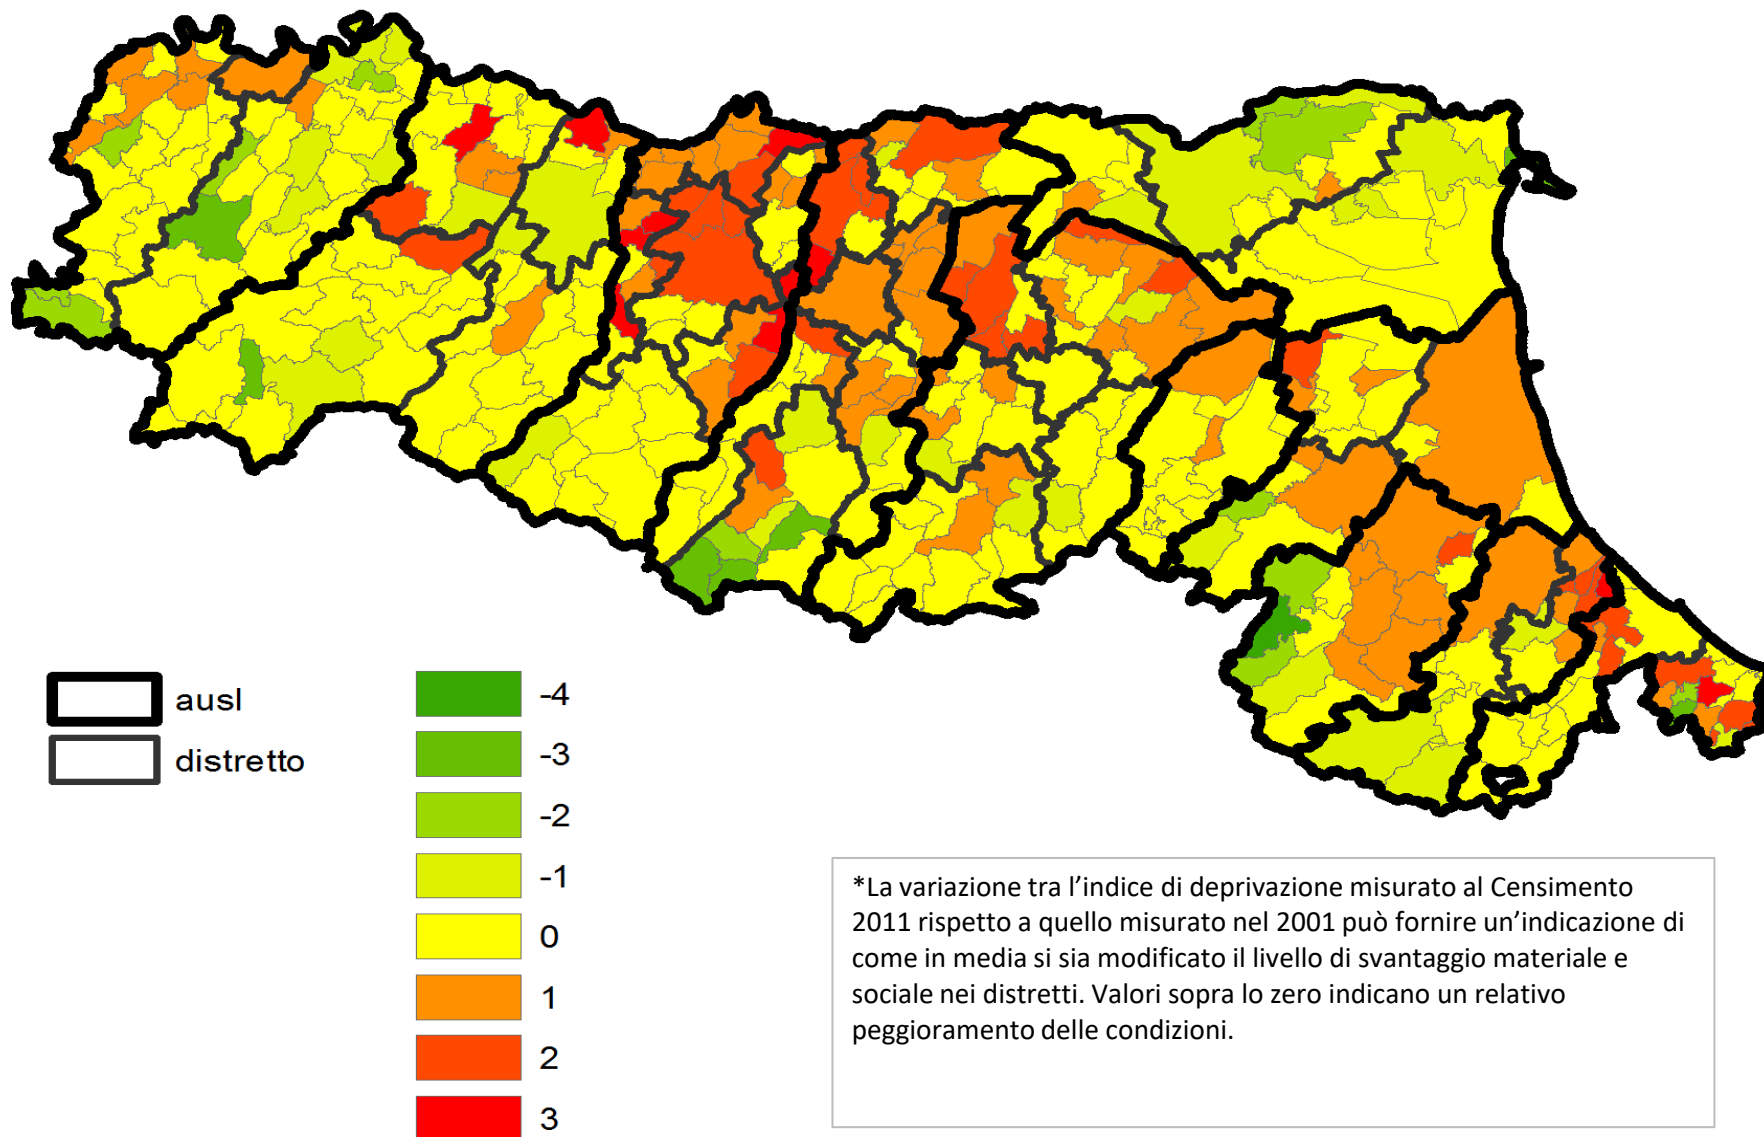 ausl
distretto
-4
-3
-2
-1
0
1
2
3
*La variazione tra l’indice di deprivazione misurato al Censimento
2011 rispetto a quello misurato nel 2001 può fornire un’indicazione di
come in media si sia modificato il livello di svantaggio materiale e
sociale nei distretti. Valori sopra lo zero indicano un relativo
peggioramento delle condizioni.